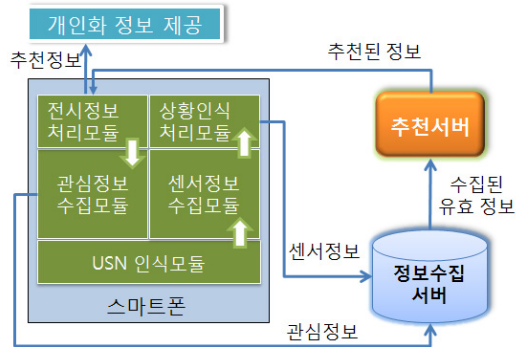 개인화 정보 제공
추천정보
추천된 정보
전시정보
처리모듈
상황인식
처리모듈
추천서버
관심정보
수집모듈
센서정보
수집모듈
수집된
유효 정보
USN 인식모듈
센서정보
정보수집
서버
스마트폰
관심정보